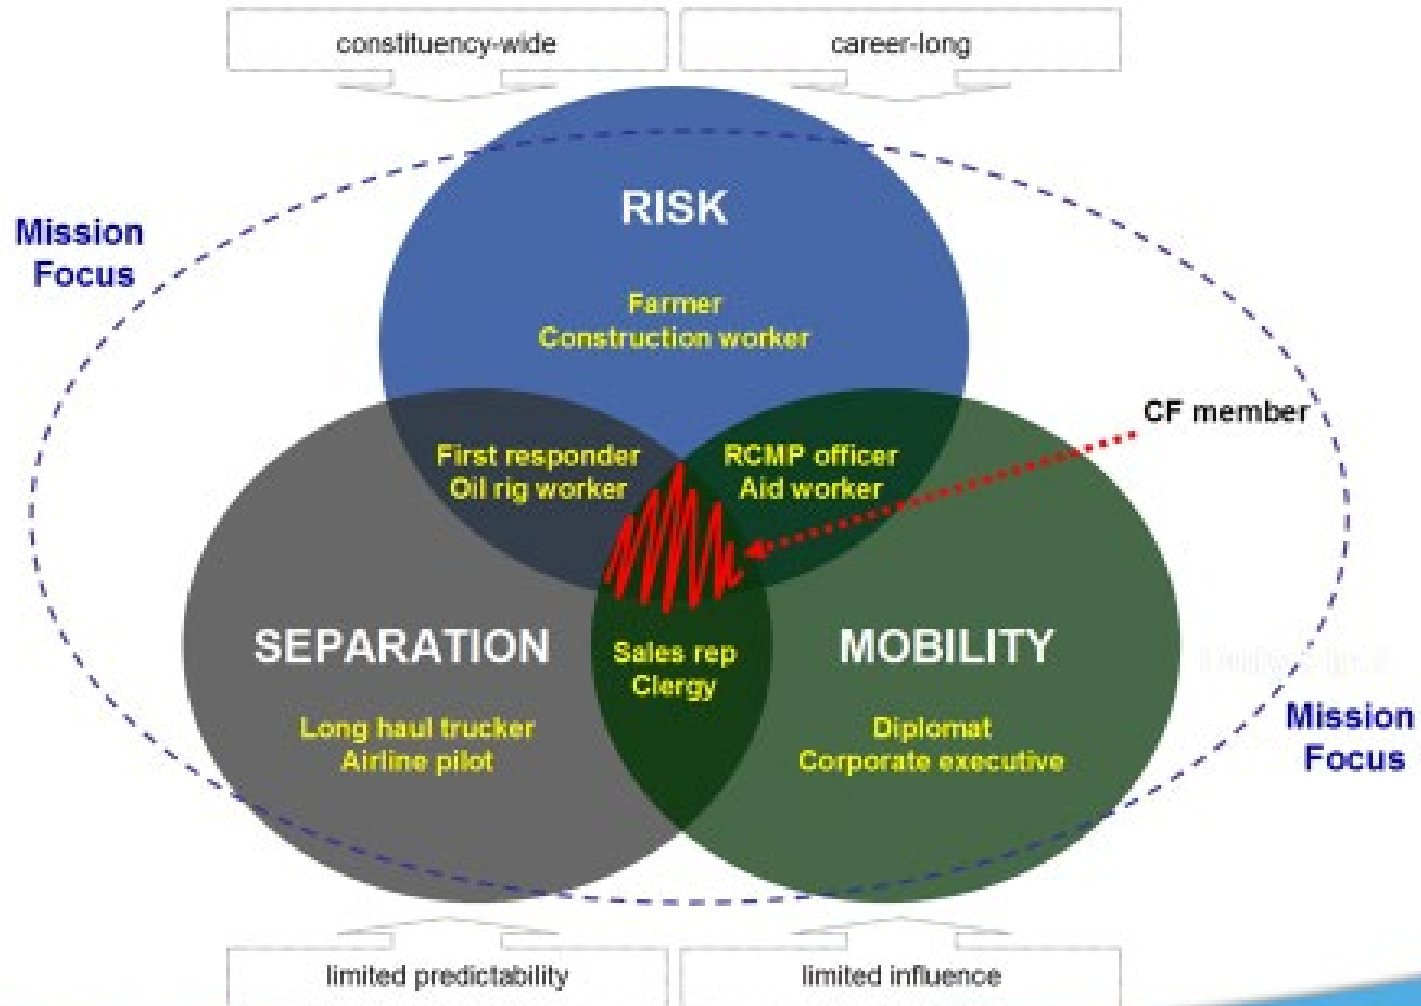 constituency-wide
career-long
RISK
Mission
Focus
Farmer
Construction worker
CF member
First responder
Oil rig worker
RCMP officer
Aid worker
SEPARATION
Sales rep
Clergy
MOBILITY
Long haul trucker
Airline pilot
Diplomat
Corporate executive
Mission
Focus
limited predictability
limited influence